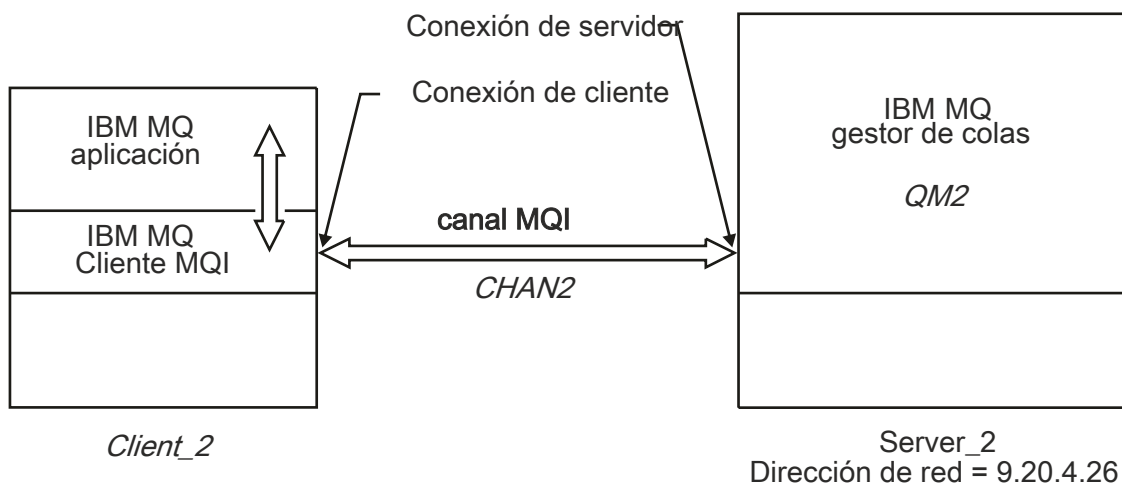 Conexión de servidor
Conexión de cliente
IBM MQ
aplicación
IBM MQ
Cliente MQI
canal MQI
CHAN2
IBM MQ
gestor de colas
QM2
Client_2
Server_2
Dirección de red = 9.20.4.26